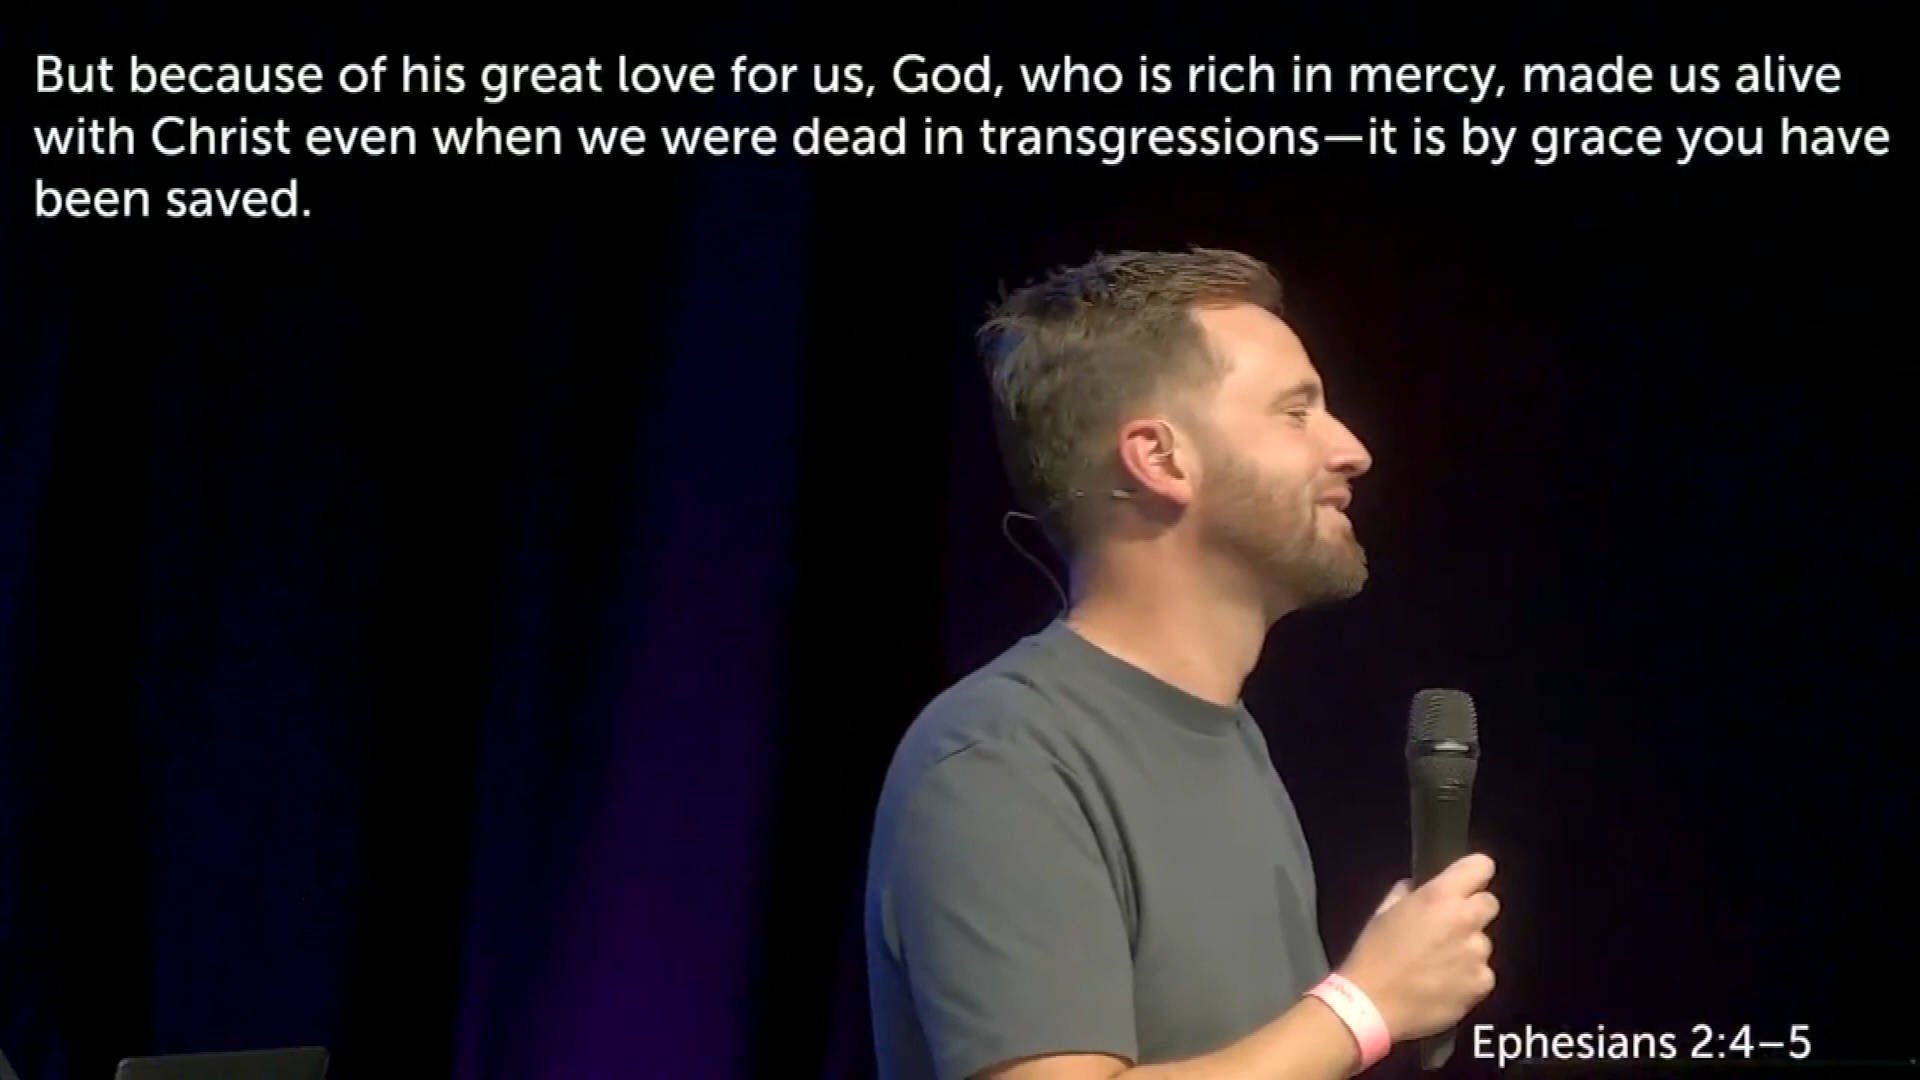 But because of his great love for us, God, who is rich in mercy, made us alive
with Christ even when we were dead in transgressions—it is by grace you have
been saved.
Ephesians 2:4–5